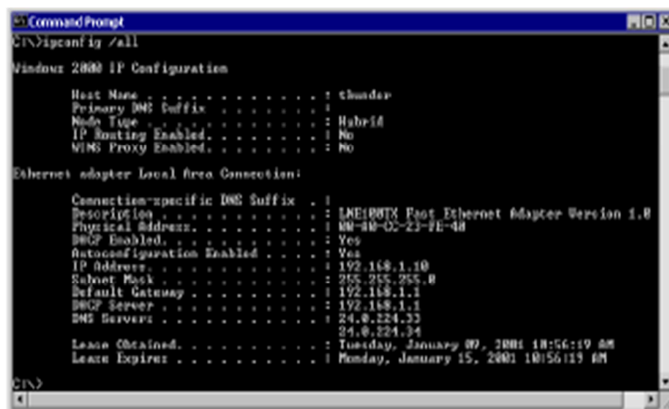 Command Prompt
C:\>ipconfig /all
Windows 2000 IP Configuration
Host Name . . . . . . . . . . . . : thunder
Primary DNS Suffix . . . . . . . :
Node Type . . . . . . . . . . . . : Hybrid
IP Routing Enabled. . . . . . . . : No
WINS Proxy Enabled. . . . . . . . : No
Ethernet adapter Local Area Connection:
Connection-specific DNS Suffix . :
Description . . . . . . . . . . . : LNE100TX Fast Ethernet Adapter Version 1.0
Physical Address. . . . . . . . . :
DHCP Enabled. . . . . . . . . . . : Yes
Autoconfiguration Enabled . . . . : Yes
IP Address. . . . . . . . . . . . : 192.168.1.10
Subnet Mask . . . . . . . . . . . : 255.255.255.0
Default Gateway . . . . . . . . . : 192.168.1.1
DHCP Server . . . . . . . . . . . : 192.168.1.1
DNS Servers . . . . . . . . . . . : 24.0.224.33
24.0.224.34
Lease Obtained. . . . . . . . . . : Tuesday, January 09, 2001 10:56:19 AM
Lease Expires . . . . . . . . . . : Monday, January 15, 2001 10:56:19 AM
C:\>